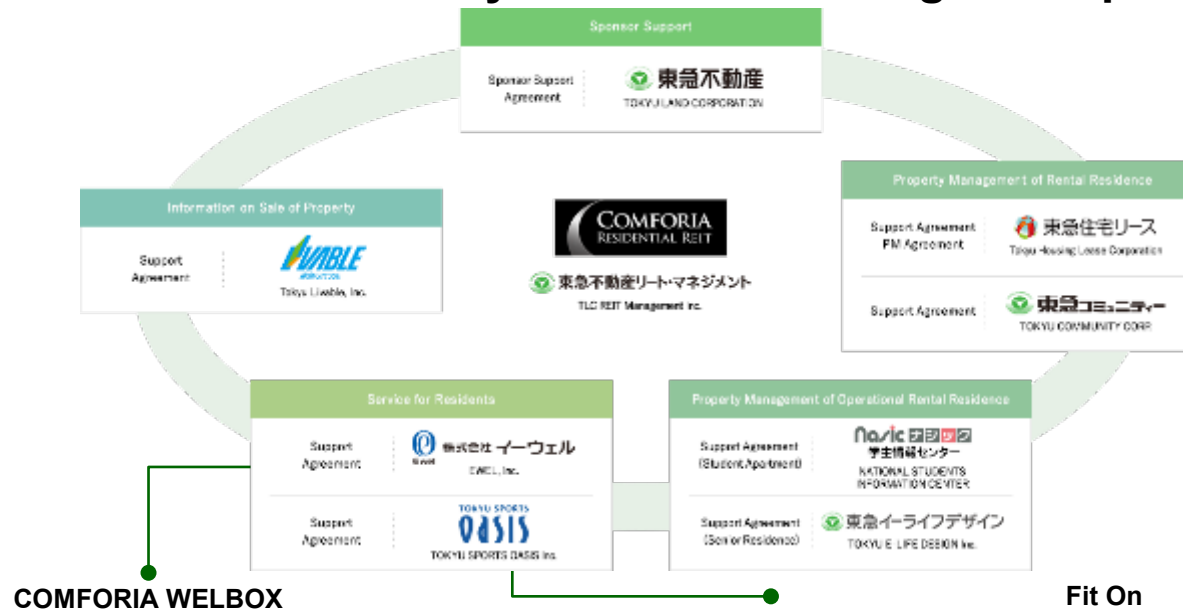 Sponsor Support
Sponsor Support
Agreement
東急不動産
TOKYU LAND CORPORATION
Information on Sale of Property
Support
Agreement
Tokyu Livable, Inc.
COMFORIA
RESIDENTIAL REIT
東急不動産リート・マネジメント
TLC REIT Management Inc.
Property Management of Rental Residence
Support Agreement
PM Agreement
東急住宅リース
Tokyu Housing Lease Corporation
Support Agreement
東急コミュニティー
TOKYU COMMUNITY CORP.
Service for Residents
Support
Agreement
株式会社 イーウェル
EWEL, Inc.
Support
Agreement
TOKYU SPORTS
OASIS
TOKYU SPORTS OASIS Inc.
Property Management of Operational Rental Residence
Support Agreement
(Student Apartment)
nasic ナジック
学生情報センター
NATIONAL STUDENTS
INFORMATION CENTER
Support Agreement
(Senior Residence)
東急イーライフデザイン
TOKYU E-LIFE DESIGN Inc.
COMFORIA WELBOX
Fit On